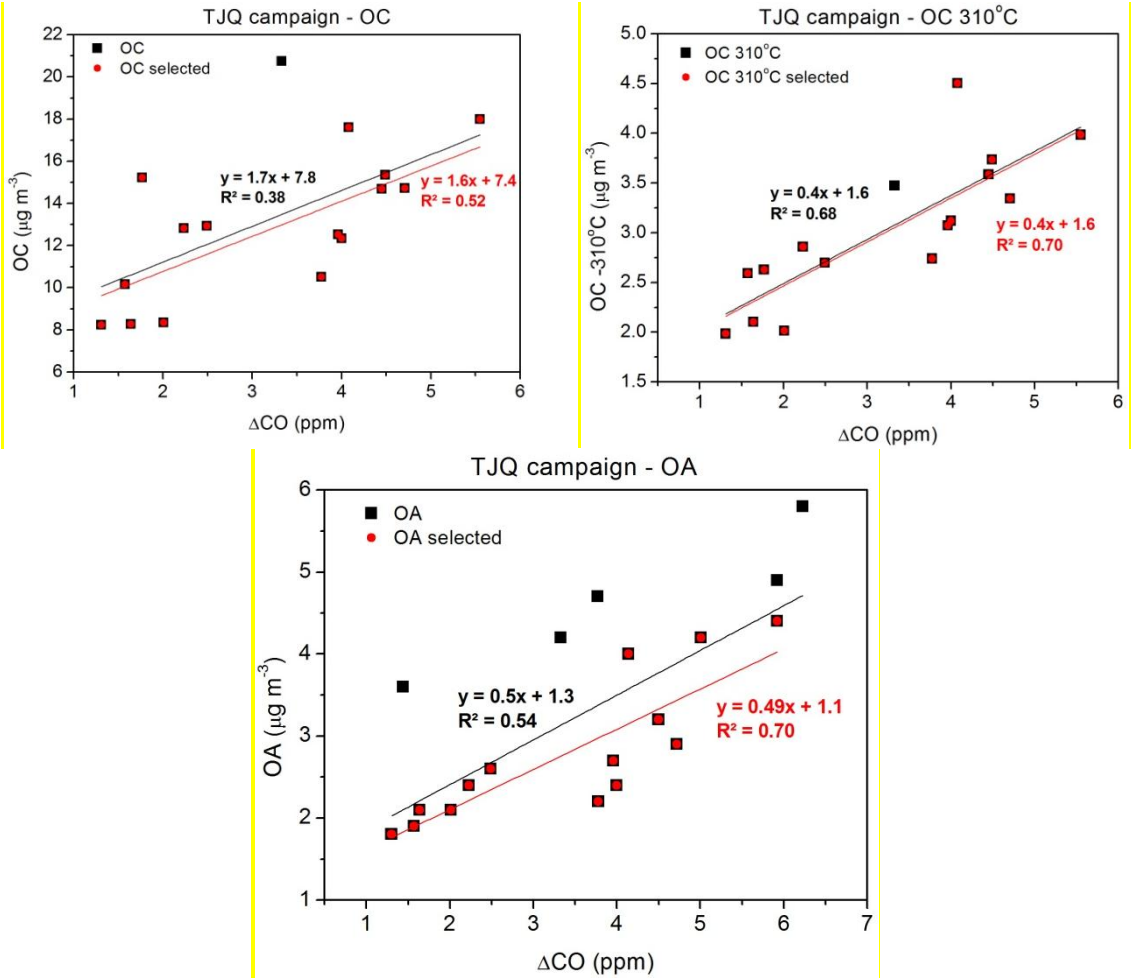 TJQ campaign - OC
OC
OC selected
22
20
18
16
14
12
10
8
6
OC (µg m-3)
y = 1.7x + 7.8
R² = 0.38
y = 1.6x + 7.4
R² = 0.52
1 2 3 4 5 6
ΔCO (ppm)
TJQ campaign - OC 310°C
OC 310°C
OC 310°C selected
5.0
4.5
4.0
3.5
3.0
2.5
2.0
1.5
OC -310°C (µg m-3)
y = 0.4x + 1.6
R² = 0.68
y = 0.4x + 1.6
R² = 0.70
1 2 3 4 5 6
ΔCO (ppm)
TJQ campaign - OA
OA
OA selected
6
5
4
3
2
1
OA (µg m-3)
y = 0.5x + 1.3
R² = 0.54
y = 0.49x + 1.1
R² = 0.70
1 2 3 4 5 6 7
ΔCO (ppm)